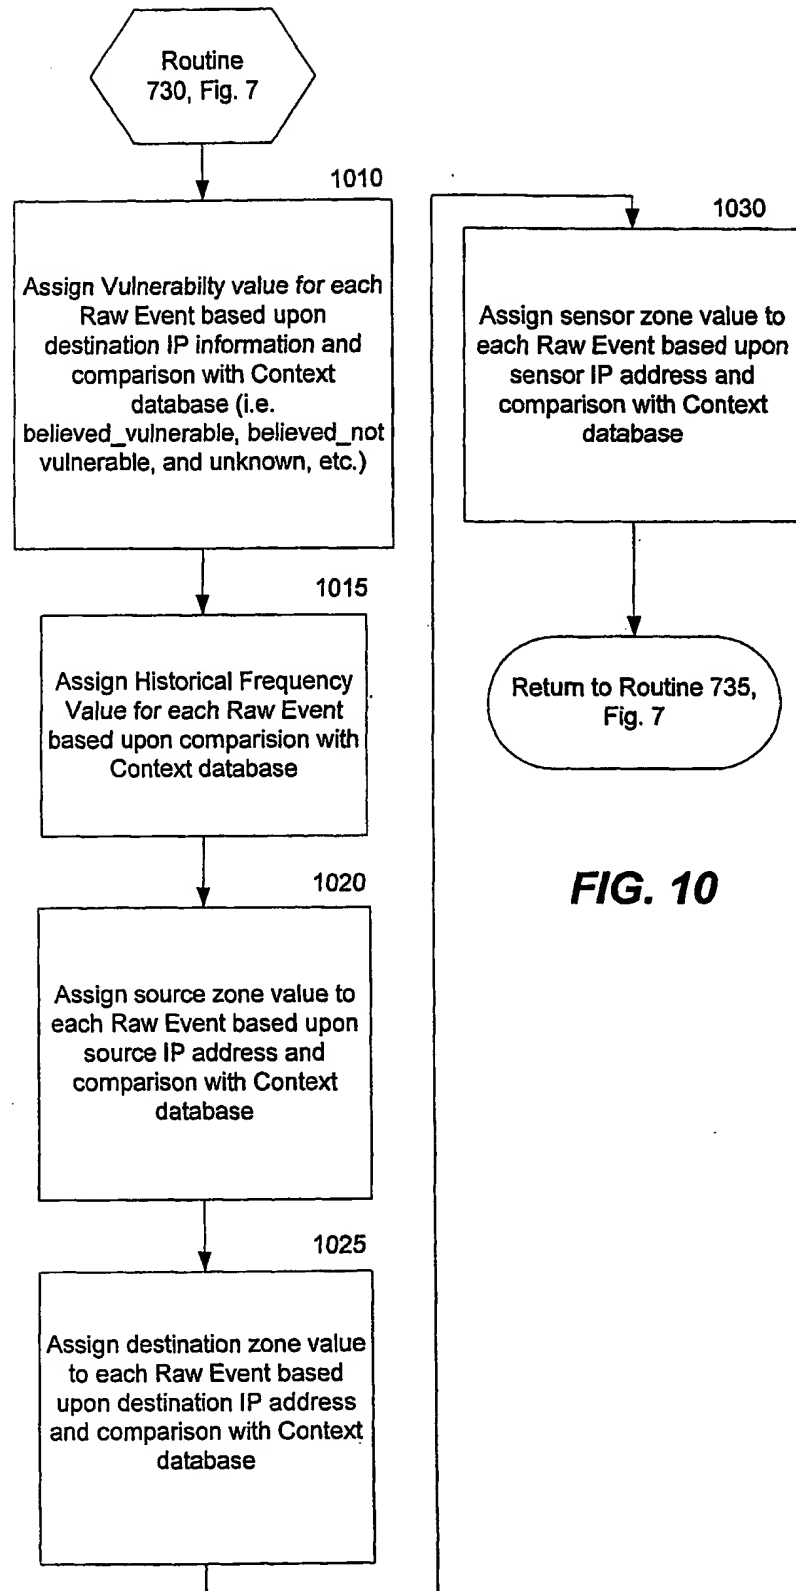 Routine
730, Fig. 7
1010
Assign Vulnerabilty value for each
Raw Event based upon
destination IP information and
comparison with Context
database (i.e.
believed_vulnerable, believed_not
vulnerable, and unknown, etc.)
1015
Assign Historical Frequency
Value for each Raw Event
based upon comparision with
Context database
1020
Assign source zone value to
each Raw Event based upon
source IP address and
comparison with Context
database
1025
Assign destination zone value
to each Raw Event based
upon destination IP address
and comparison with Context
database
1030
Assign sensor zone value to
each Raw Event based upon
sensor IP address and
comparison with Context
database
Return to Routine 735,
Fig. 7
FIG. 10